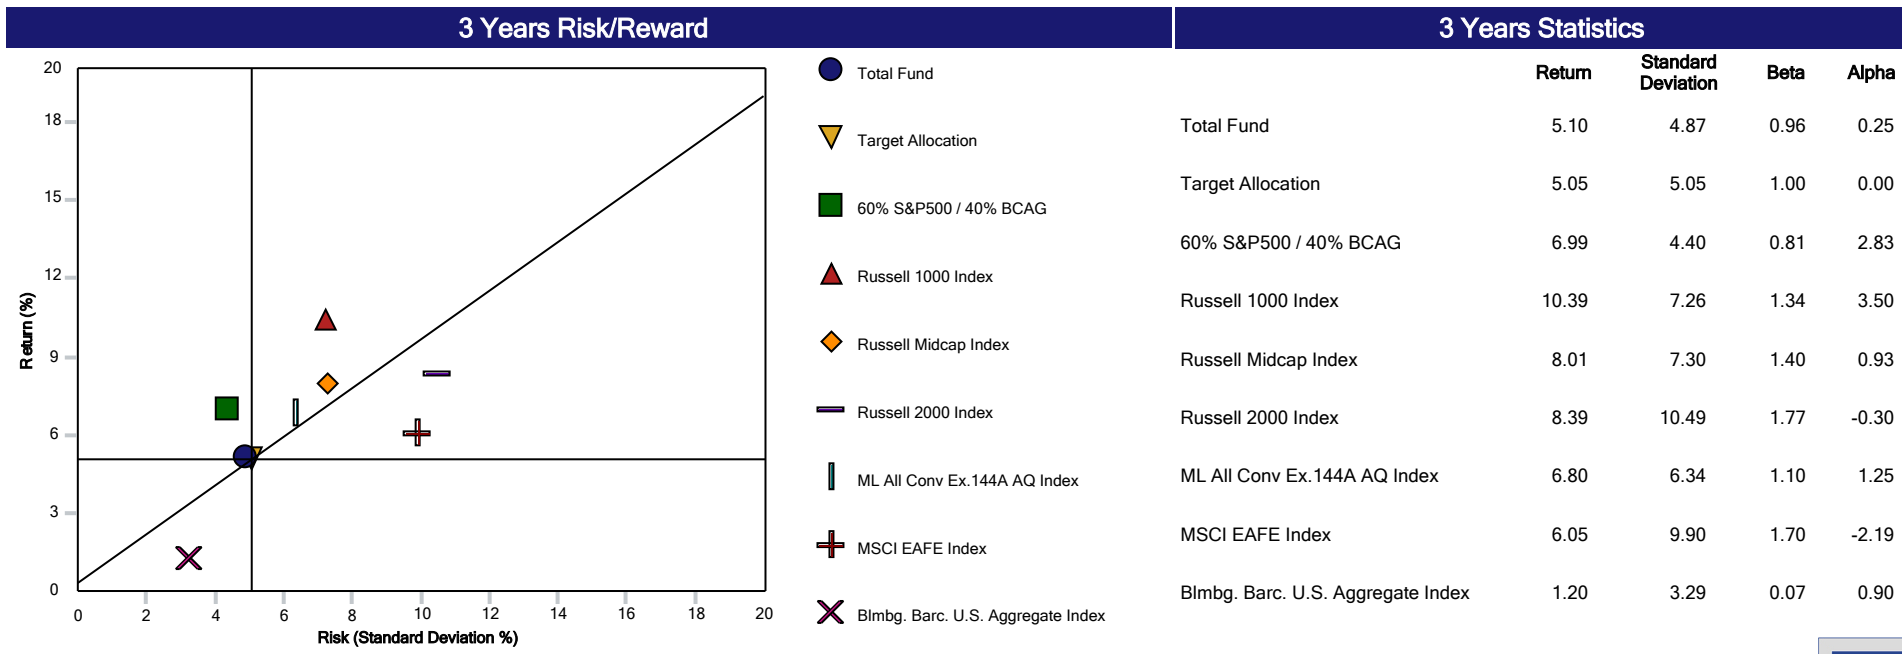 3 Years Risk/Reward
20
18
15
12
9
6
3
0
Return (%)
0 2 4 6 8 10 12 14 16 18 20
Risk (Standard Deviation %)
Total Fund
Target Allocation
60% S&P500 / 40% BCAG
Russell 1000 Index
Russell Midcap Index
Russell 2000 Index
ML All Conv Ex.144A AQ Index
MSCI EAFE Index
Blmbg. Barc. U.S. Aggregate Index
3 Years Statistics
Return Standard Deviation Beta Alpha
Total Fund 5.10 4.87 0.96 0.25
Target Allocation 5.05 5.05 1.00 0.00
60% S&P500 / 40% BCAG 6.99 4.40 0.81 2.83
Russell 1000 Index 10.39 7.26 1.34 3.50
Russell Midcap Index 8.01 7.30 1.40 0.93
Russell 2000 Index 8.39 10.49 1.77 -0.30
ML All Conv Ex.144A AQ Index 6.80 6.34 1.10 1.25
MSCI EAFE Index 6.05 9.90 1.70 -2.19
Blmbg. Barc. U.S. Aggregate Index 1.20 3.29 0.07 0.90